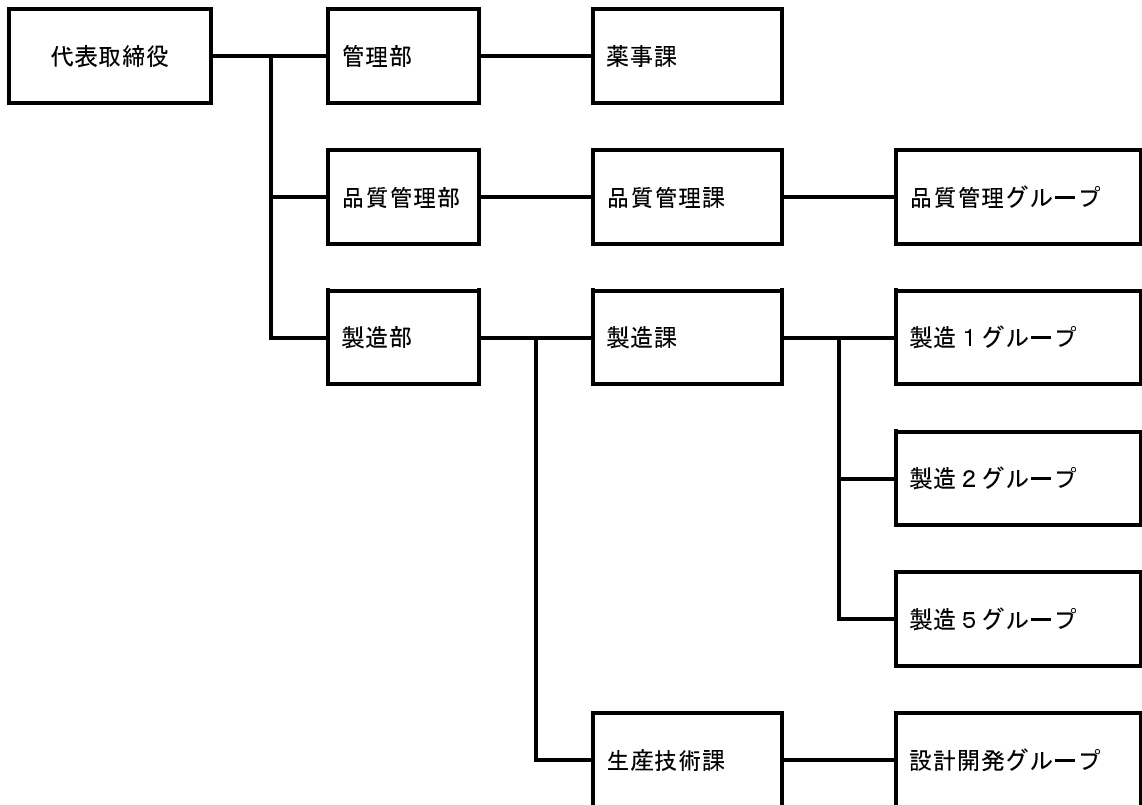 代表取締役
管理部
薬事課
品質管理部
品質管理課
品質管理グループ
製造部
製造課
製造１グループ
製造２グループ
製造５グループ
生産技術課
設計開発グループ